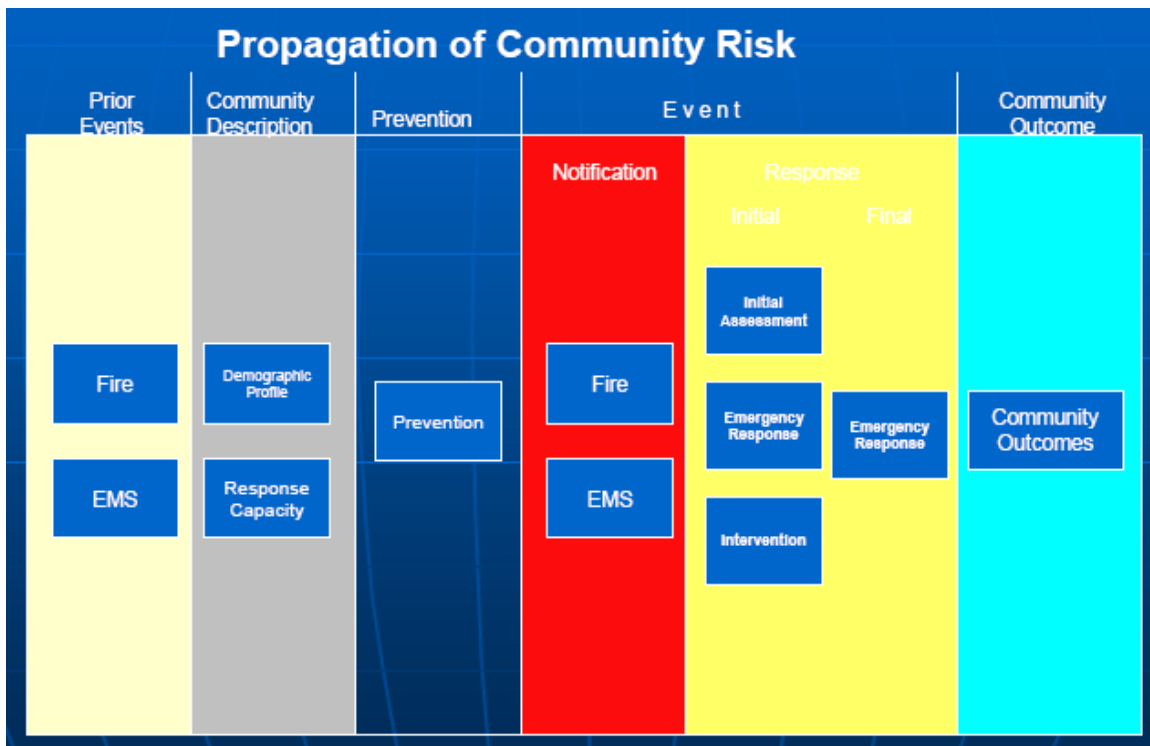 Propagation of Community Risk
Prior
Events
Community
Description
Prevention
Event
Community
Outcome
Notification
Response
Initial
Final
Fire
EMS
Demographic
Profile
Response
Capacity
Prevention
Fire
EMS
Initial
Assessment
Emergency
Response
Intervention
Emergency
Response
Community
Outcomes